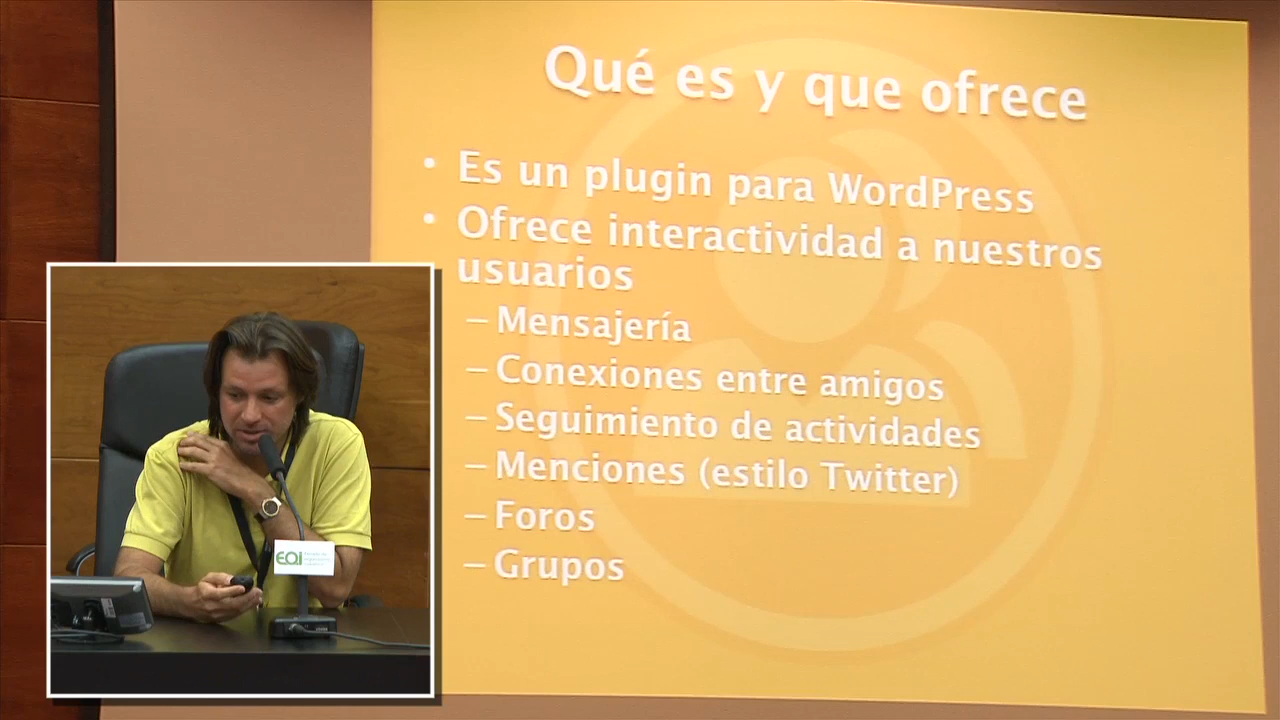 Qué es y que ofrece
• Es un plugin para WordPress
• Ofrece interactividad a nuestros
usuarios
– Mensajería
– Conexiones entre amigos
– Seguimiento de actividades
– Menciones (estilo Twitter)
– Foros
– Grupos
EOI